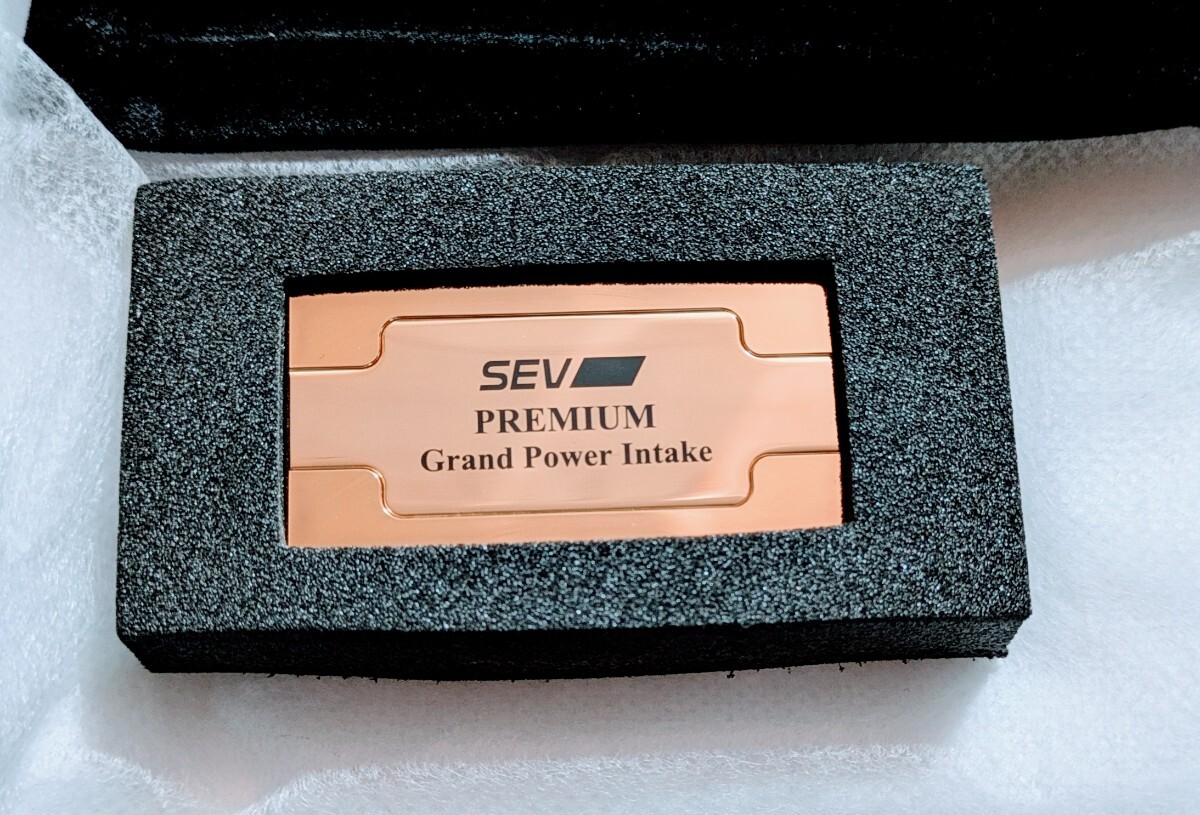 SEV
PREMIUM
Grand Power Intake